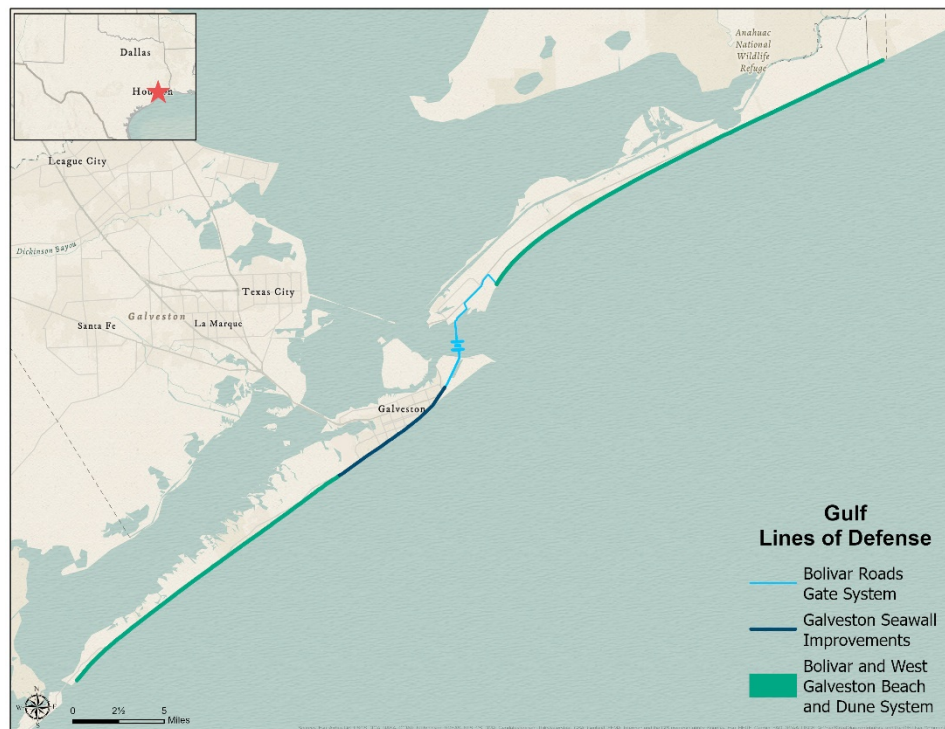 Dallas
Houston
Anahuac
National
Wildlife
Refuge
League City
Dickinson Bayou
Texas City
Galveston
Santa Fe
La Marque
Galveston
Gulf
Lines of Defense
Bolivar Roads
Gate System
Galveston Seawall
Improvements
Bolivar and West
Galveston Beach
and Dune System
N
W
E
S
0 2½ 5
Miles